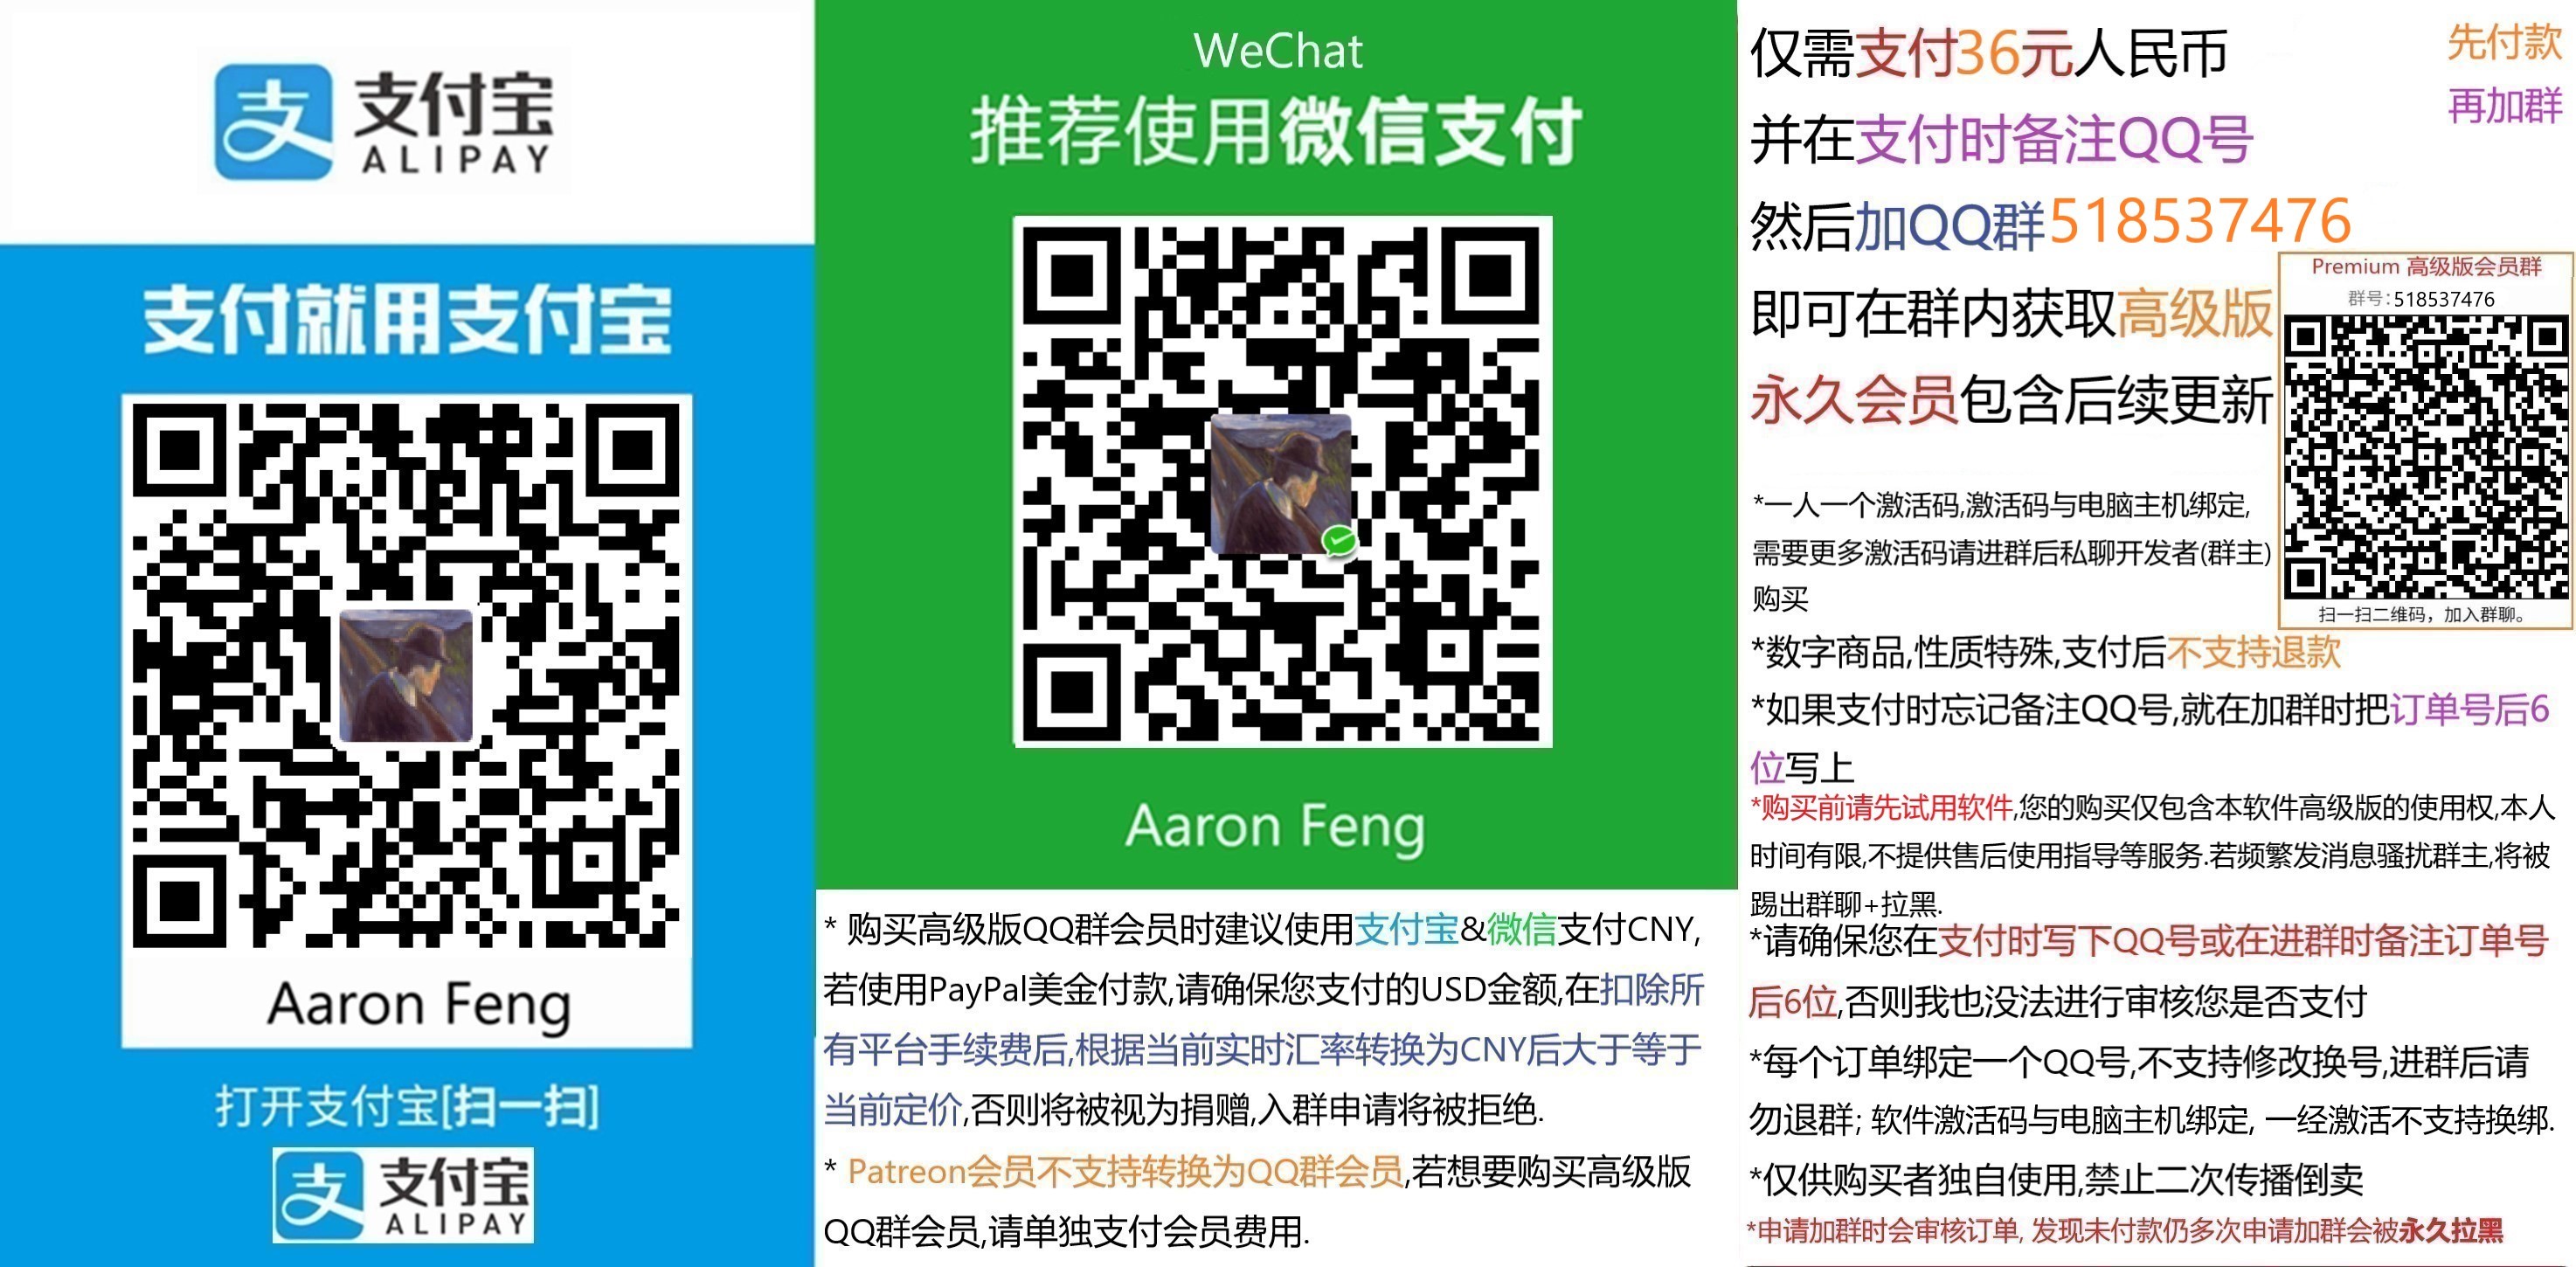 支付宝
ALIPAY
支付就用支付宝
Aaron Feng
打开支付宝[扫一扫]
支付宝
ALIPAY
WeChat
推荐使用微信支付
Aaron Feng
* 购买高级版QQ群会员时建议使用支付宝&微信支付CNY,
若使用PayPal美金付款,请确保您支付的USD金额,在扣除所
有平台手续费后,根据当前实时汇率转换为CNY后大于等于
当前定价,否则将被视为捐赠,入群申请将被拒绝.
* Patreon会员不支持转换为QQ群会员,若想要购买高级版
QQ群会员,请单独支付会员费用.
仅需支付36元人民币
先付款
再加群
并在支付时备注QQ号
然后加QQ群518537476
即可在群内获取高级版
永久会员包含后续更新
Premium 高级版会员群
群号:518537476
扫一扫二维码，加入群聊。
*一人一个激活码,激活码与电脑主机绑定,
需要更多激活码请进群后私聊开发者(群主)
购买
*数字商品,性质特殊,支付后不支持退款
*如果支付时忘记备注QQ号,就在加群时把订单号后6
位写上
*购买前请先试用软件,您的购买仅包含本软件高级版的使用权,本人
时间有限,不提供售后使用指导等服务.若频繁发消息骚扰群主,将被
踢出群聊+拉黑.
*请确保您在支付时写下QQ号或在进群时备注订单号
后6位,否则我也没法进行审核您是否支付
*每个订单绑定一个QQ号,不支持修改换号,进群后请
勿退群; 软件激活码与电脑主机绑定, 一经激活不支持换绑.
*仅供购买者独自使用,禁止二次传播倒卖
*申请加群时会审核订单, 发现未付款仍多次申请加群会被永久拉黑